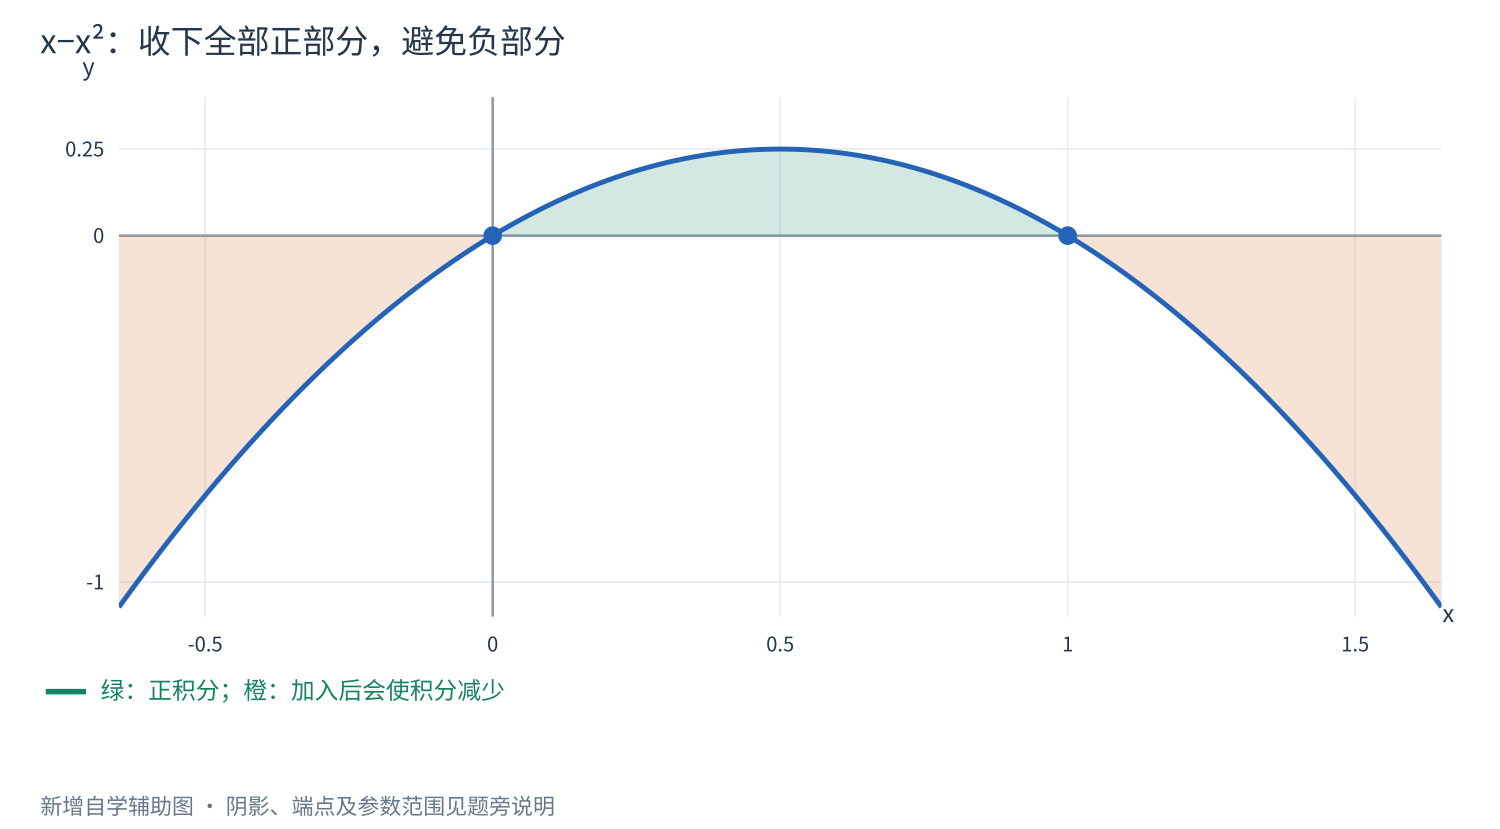 x−x²：收下全部正部分，避免负部分
y
0.25
0
-1
x
-0.5 0 0.5 1 1.5
绿：正积分；橙：加入后会使积分减少
新增自学辅助图 · 阴影、端点及参数范围见题旁说明